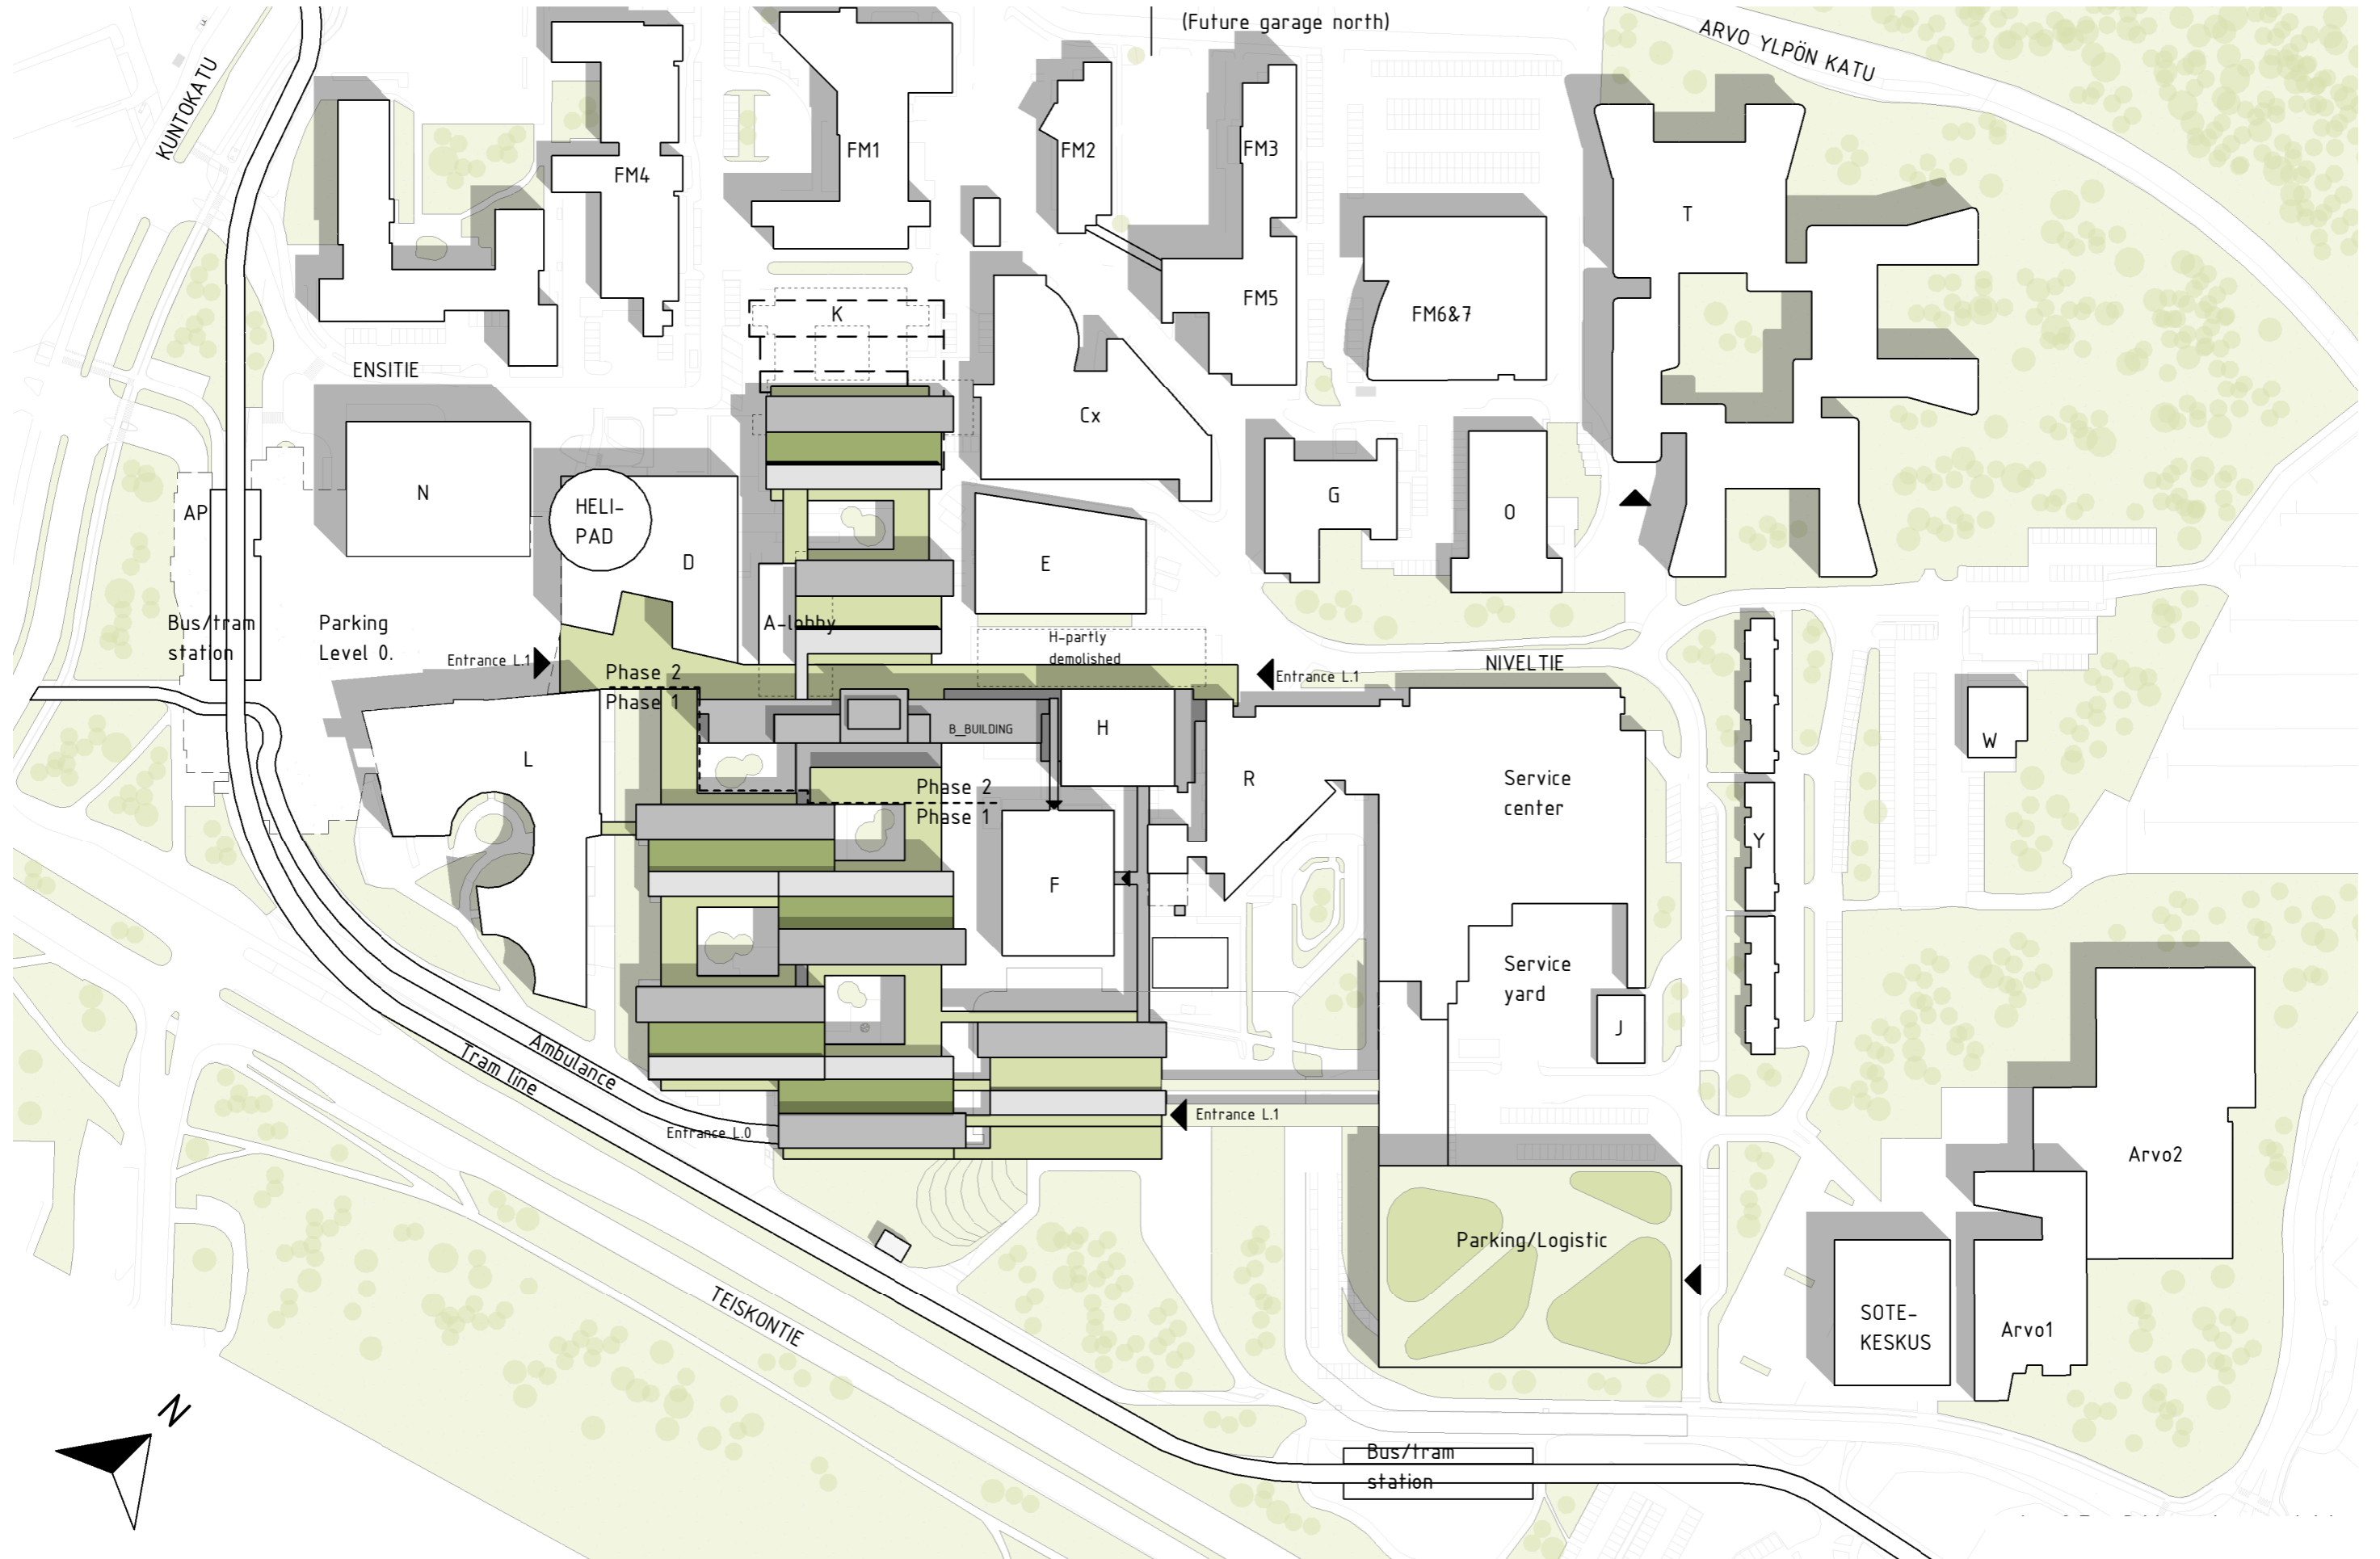 (Future garage north)
ARVO YLPÖN KATU
KUNTOKATU
FM1
FM2
FM3
FM4
T
FM5
K
FM6&7
ENSITIE
Cx
N
HELI-
PAD
G
O
AP
D
E
Bus/tram
station
Parking
Level 0.
A-lobby
H-partly
demolished
Entrance L.1
NIVELTIE
Phase 2
Phase 1
Entrance L.1
B_BUILDING
H
W
L
R
Service
center
Phase 2
Phase 1
Y
F
Service
yard
J
Ambulance
Tram line
Entrance L.0
Entrance L.1
Arvo2
Parking/Logistic
TEISKONTIE
SOTE-
KESKUS
Arvo1
N
Bus/tram
station